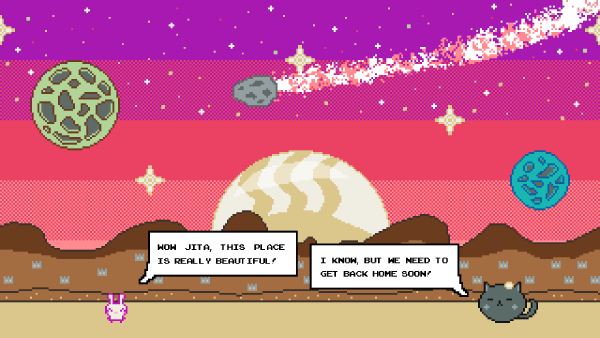 WOW JITA, THIS PLACE
IS REALLY BEAUTIFUL!
I KNOW, BUT WE NEED TO
GET BACK HOME SOON!